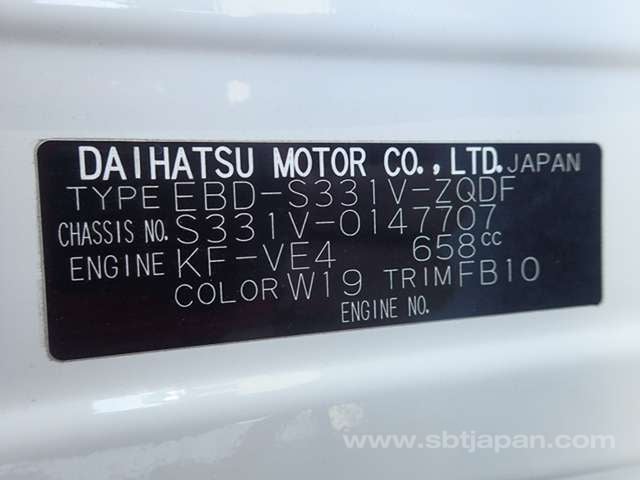 DAIHATSU MOTOR CO., LTD. JAPAN
TYPE EBD-S331V-ZQDF
CHASSIS NO. S331V-0147707
ENGINE KF-VE4 658cc
COLOR W19 TRIM FB10
ENGINE NO.
www.sbtjapan.com